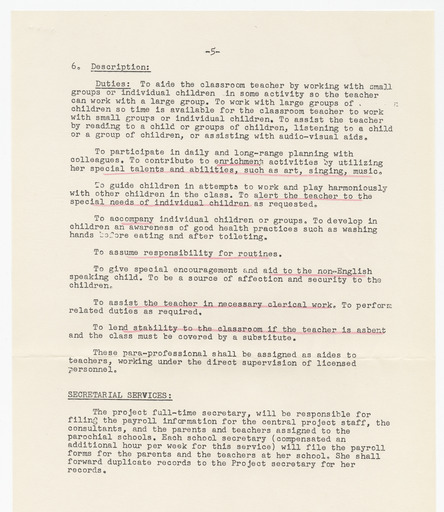 -5-
6. Description:
Duties: To aide the classroom teacher by working with small
groups or individual children in some activity so the teacher
can work with a large group. To work with large groups of
children so time is available for the classroom teacher to work
with small groups or individual children. To assist the teacher
by reading to a child or groups of children, listening to a child
or a group of children, or assisting with audio-visual aids.
To participate in daily and long-range planning with
colleagues. To contribute to enrichment activities by utilizing
her special talents and abilities, such as art, singing, music.
To guide children in attempts to work and play harmoniously
with other children in the class. To alert the teacher to the
special needs of individual children as requested.
To accompany individual children or groups. To develop in
children an awareness of good health practices such as washing
hands before eating and after toileting.
To assume responsibility for routines.
To give special encouragement and aid to the non-English
speaking child. To be a source of affection and security to the
children.
To assist the teacher in necessary clerical work. To perform
related duties as required.
To lend stability to the classroom if the teacher is asbent
and the class must be covered by a substitute.
These para-professional shall be assigned as aides to
teachers, working under the direct supervision of licensed
personnel.
SECRETARIAL SERVICES:
The project full-time secretary, will be responsible for
filing the payroll information for the central project staff, the
consultants, and the parents and teachers assigned to the
parochial schools. Each school secretary (compensated an
additional hour per week for this service) will file the payroll
forms for the parents and the teachers at her school. She shall
forward duplicate records to the Project secretary for her
records.